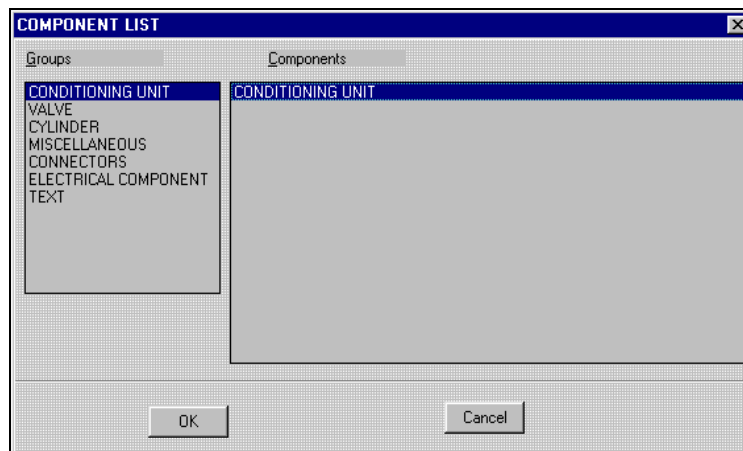 COMPONENT LIST
Groups
Components
CONDITIONING UNIT
VALVE
CYLINDER
MISCELLANEOUS
CONNECTORS
ELECTRICAL COMPONENT
TEXT
CONDITIONING UNIT
OK
Cancel